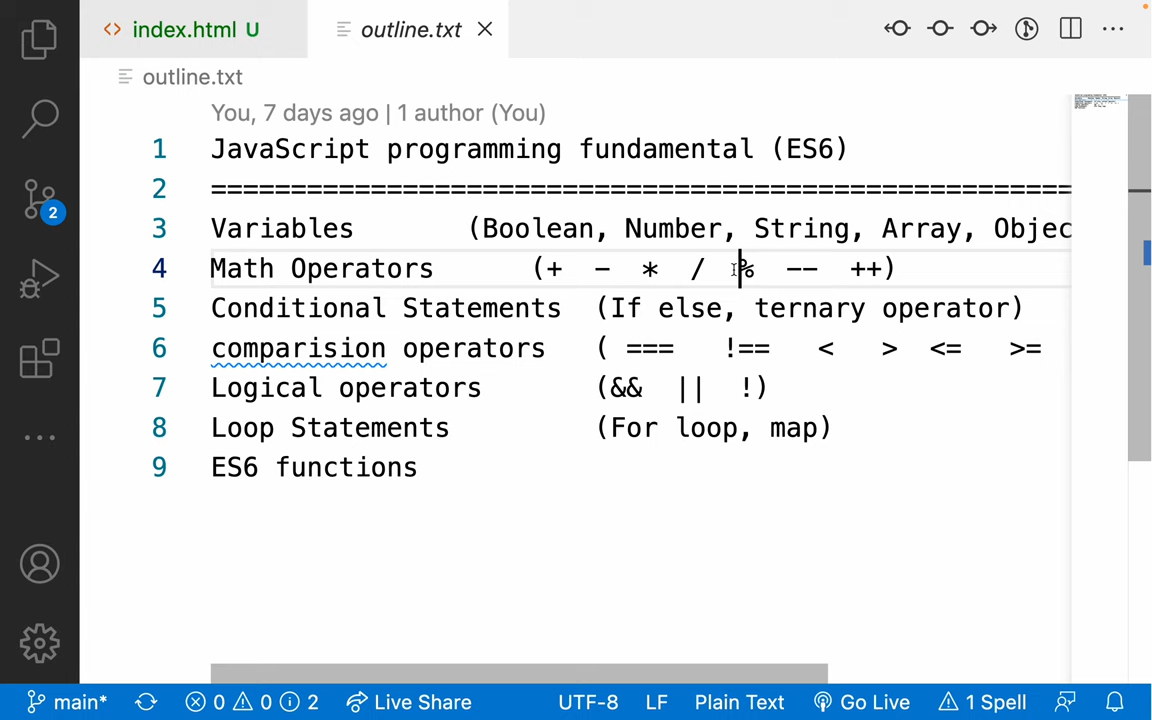 index.html U
outline.txt
outline.txt
You, 7 days ago | 1 author (You)
1 JavaScript programming fundamental (ES6)
2 ======================================================
3 Variables (Boolean, Number, String, Array, Objec
4 Math Operators (+ - * / % -- ++)
5 Conditional Statements (If else, ternary operator)
6 comparision operators ( === !== < > <= >=
7 Logical operators (&& || !)
8 Loop Statements (For loop, map)
9 ES6 functions
2
main* 0 0 2 Live Share UTF-8 LF Plain Text Go Live 1 Spell